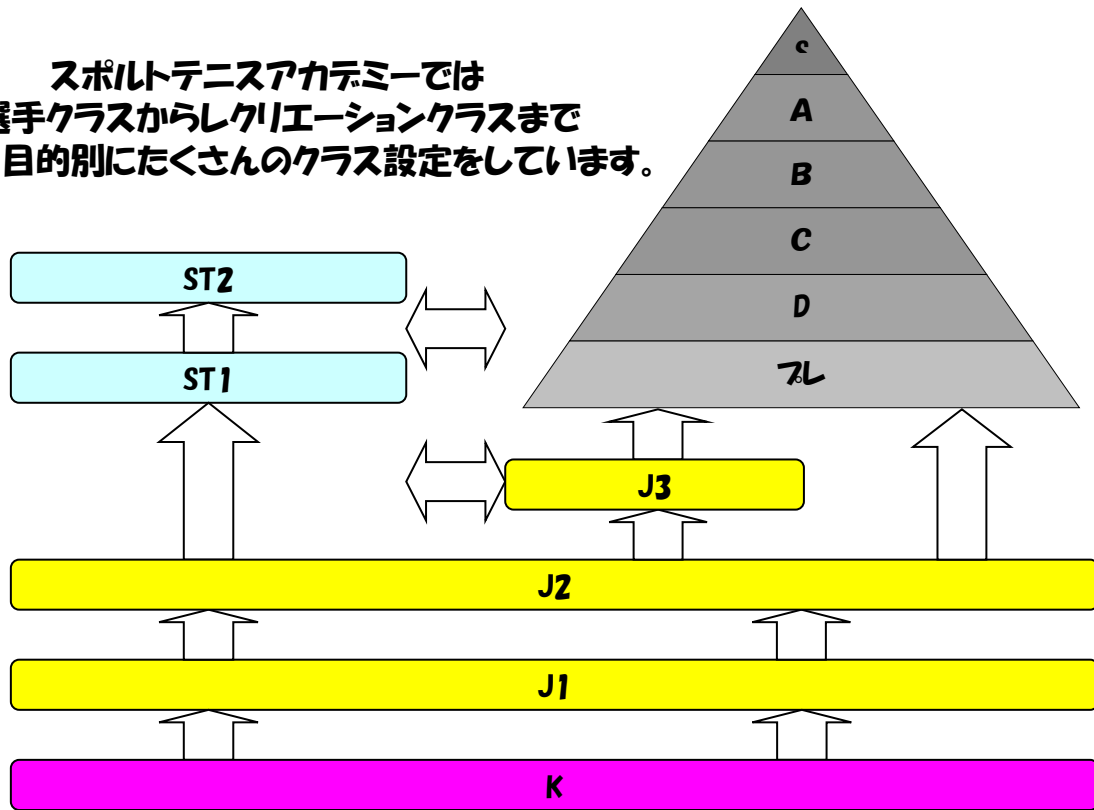 スポルトテニスアカデミーでは
選手クラスからレクリエーションクラスまで
目的別にたくさんのクラス設定をしています。
S
A
B
C
D
プレ
ST2
ST1
J3
J2
J1
K